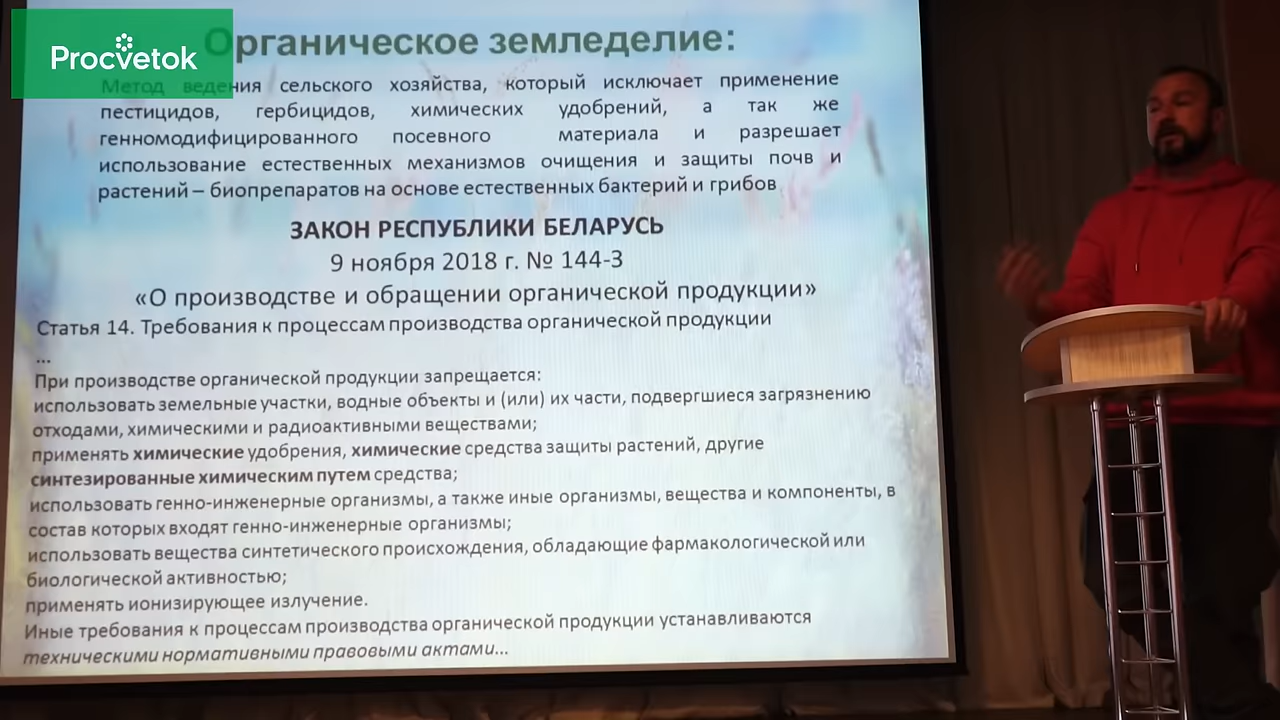 Procvetok
Органическое земледелие:
Метод ведения сельского хозяйства, который исключает применение
пестицидов, гербицидов, химических удобрений, а так же
генномодифицированного посевного материала и разрешает
использование естественных механизмов очищения и защиты почв и
растений – биопрепаратов на основе естественных бактерий и грибов
ЗАКОН РЕСПУБЛИКИ БЕЛАРУСЬ
9 ноября 2018 г. № 144-З
«О производстве и обращении органической продукции»
Статья 14. Требования к процессам производства органической продукции
...
При производстве органической продукции запрещается:
использовать земельные участки, водные объекты и (или) их части, подвергшиеся загрязнению
отходами, химическими и радиоактивными веществами;
применять химические удобрения, химические средства защиты растений, другие
синтезированные химическим путем средства;
использовать генно-инженерные организмы, а также иные организмы, вещества и компоненты, в
состав которых входят генно-инженерные организмы;
использовать вещества синтетического происхождения, обладающие фармакологической или
биологической активностью;
применять ионизирующее излучение.
Иные требования к процессам производства органической продукции устанавливаются
техническими нормативными правовыми актами...